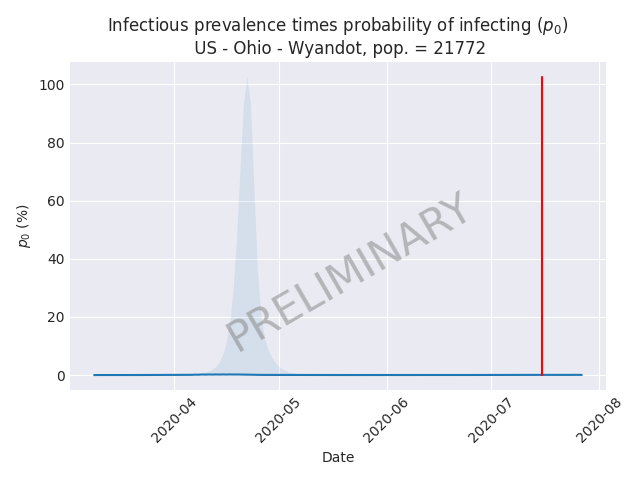 Infectious prevalence times probability of infecting (p₀)
US - Ohio - Wyandot, pop. = 21772
100
80
60
40
20
0
p₀ (%)
PRELIMINARY
2020-04
2020-05
2020-06
2020-07
2020-08
Date